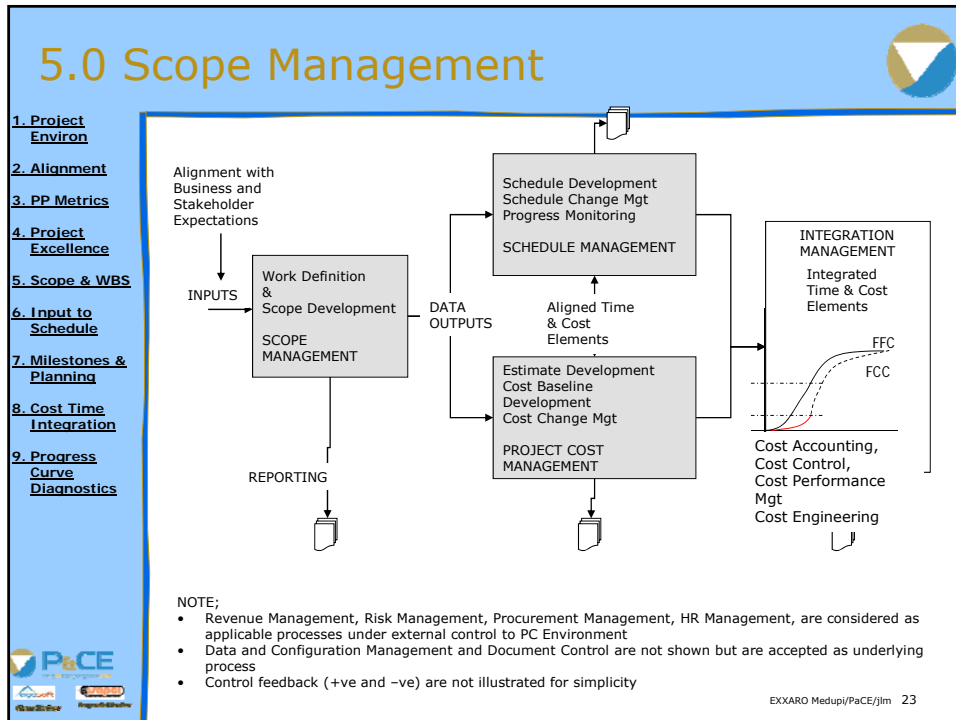 5.0 Scope Management
1. Project
Environ
2. Alignment
3. PP Metrics
4. Project
Excellence
5. Scope & WBS
6. Input to
Schedule
7. Milestones &
Planning
8. Cost Time
Integration
9. Progress
Curve
Diagnostics
Alignment with
Business and
Stakeholder
Expectations
INPUTS
Work Definition
&
Scope Development
SCOPE
MANAGEMENT
REPORTING
DATA
OUTPUTS
Schedule Development
Schedule Change Mgt
Progress Monitoring
SCHEDULE MANAGEMENT
Aligned Time
& Cost
Elements
Estimate Development
Cost Baseline
Development
Cost Change Mgt
PROJECT COST
MANAGEMENT
INTEGRATION
MANAGEMENT
Integrated
Time & Cost
Elements
FFC
FCC
Cost Accounting,
Cost Control,
Cost Performance
Mgt
Cost Engineering
NOTE;
• Revenue Management, Risk Management, Procurement Management, HR Management, are considered as
applicable processes under external control to PC Environment
• Data and Configuration Management and Document Control are not shown but are accepted as underlying
process
• Control feedback (+ve and –ve) are not illustrated for simplicity
P&CE
EXXARO Medupi/PaCE/jlm 23